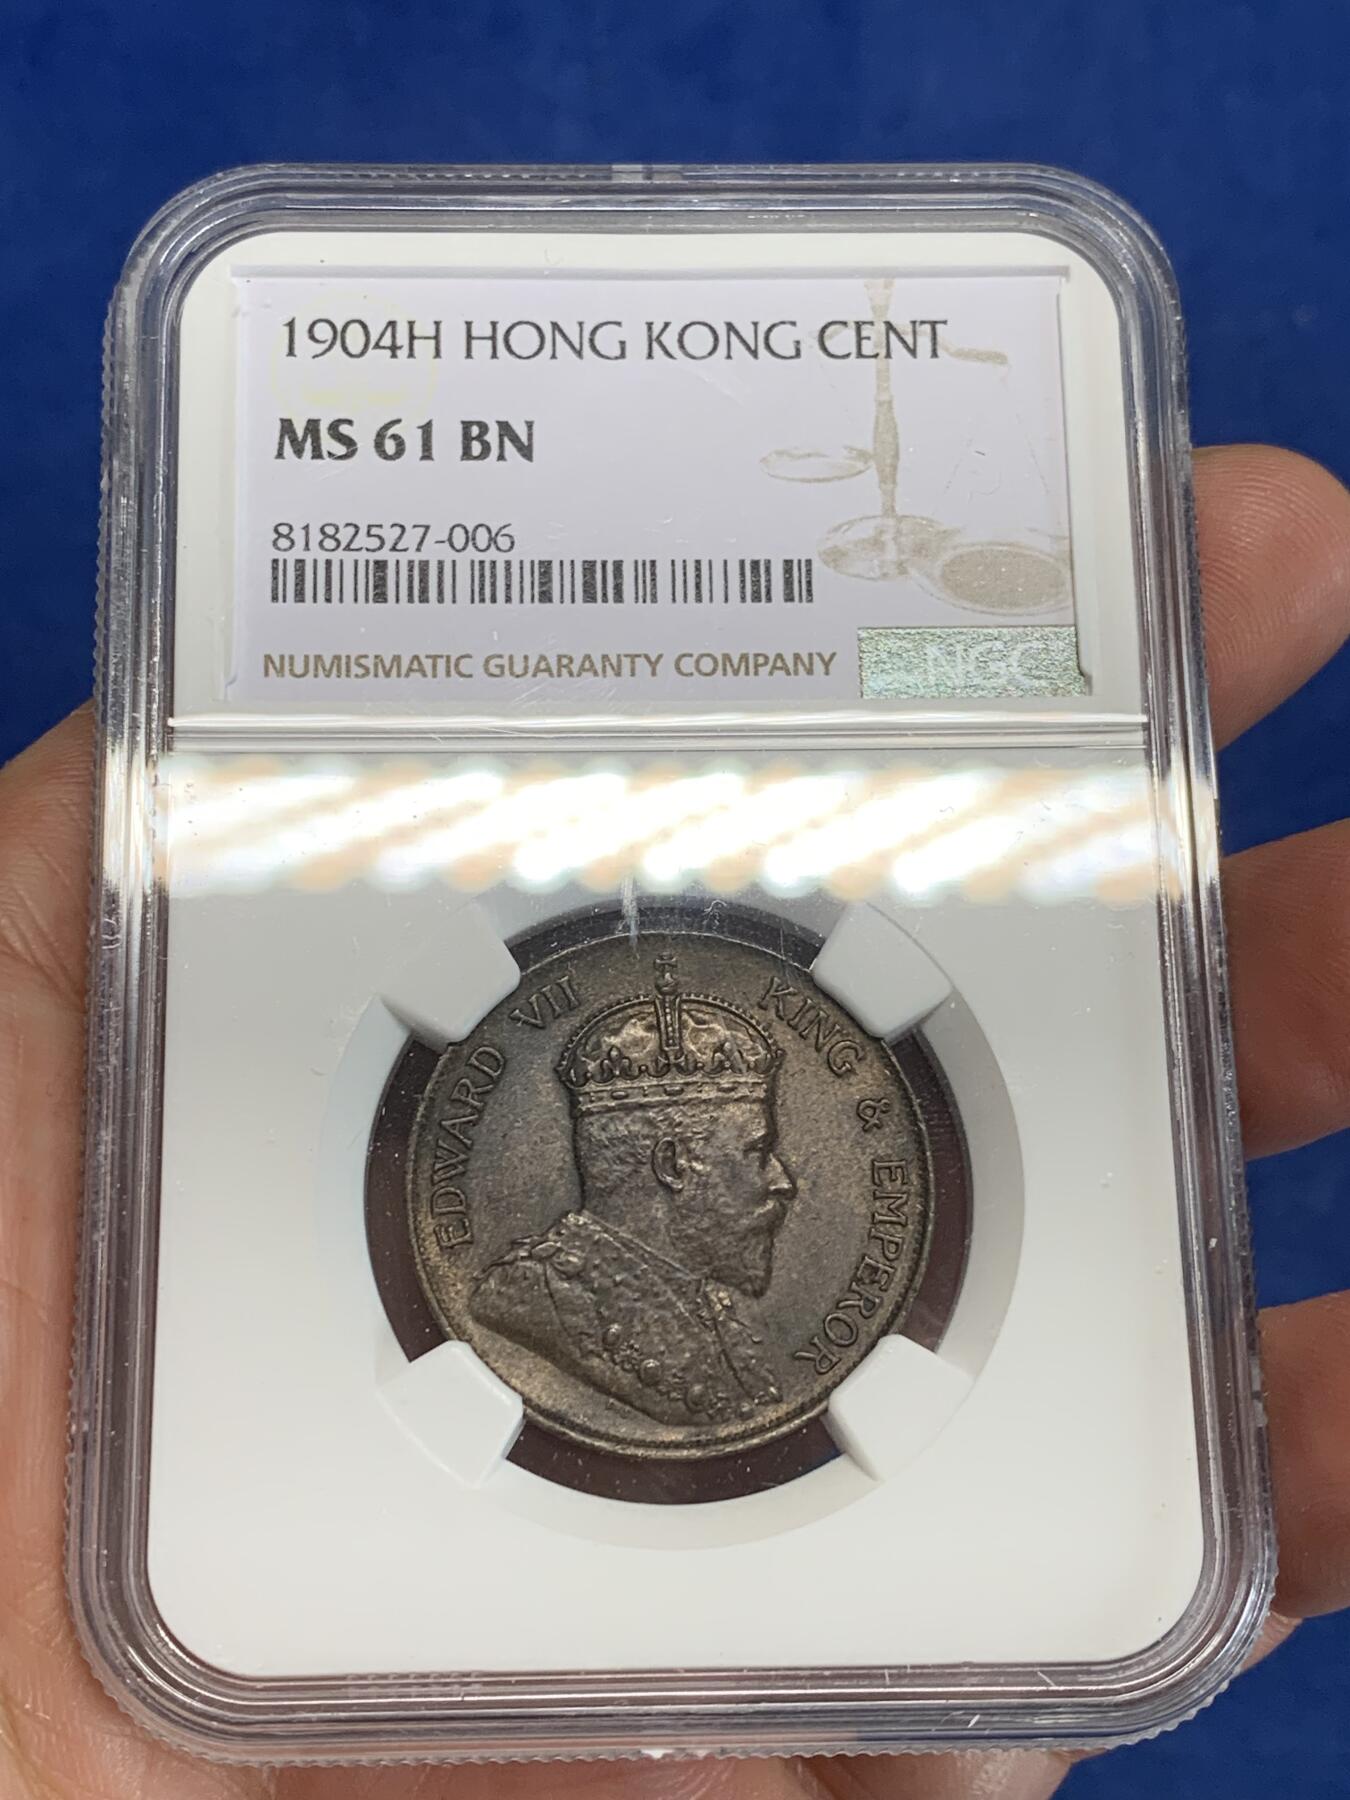 1904H HONG KONG CENT
MS 61 BN
8182527-006
NUMISMATIC GUARANTY COMPANY
NGC
EDWARD VII KING & EMPEROR